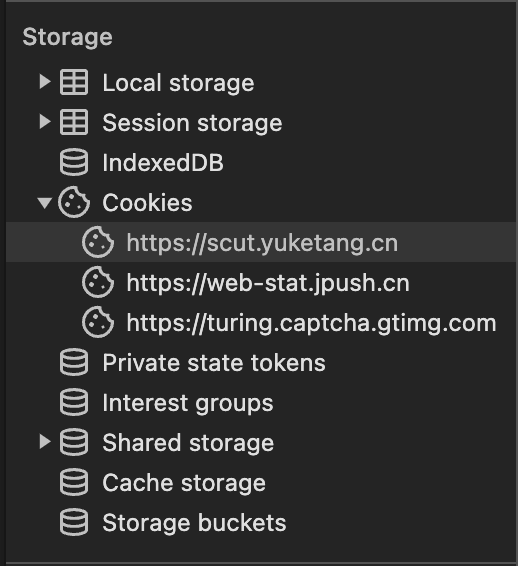 Storage
Local storage
Session storage
IndexedDB
Cookies
https://scut.yuketang.cn
https://web-stat.jpush.cn
https://turing.captcha.gtimg.com
Private state tokens
Interest groups
Shared storage
Cache storage
Storage buckets